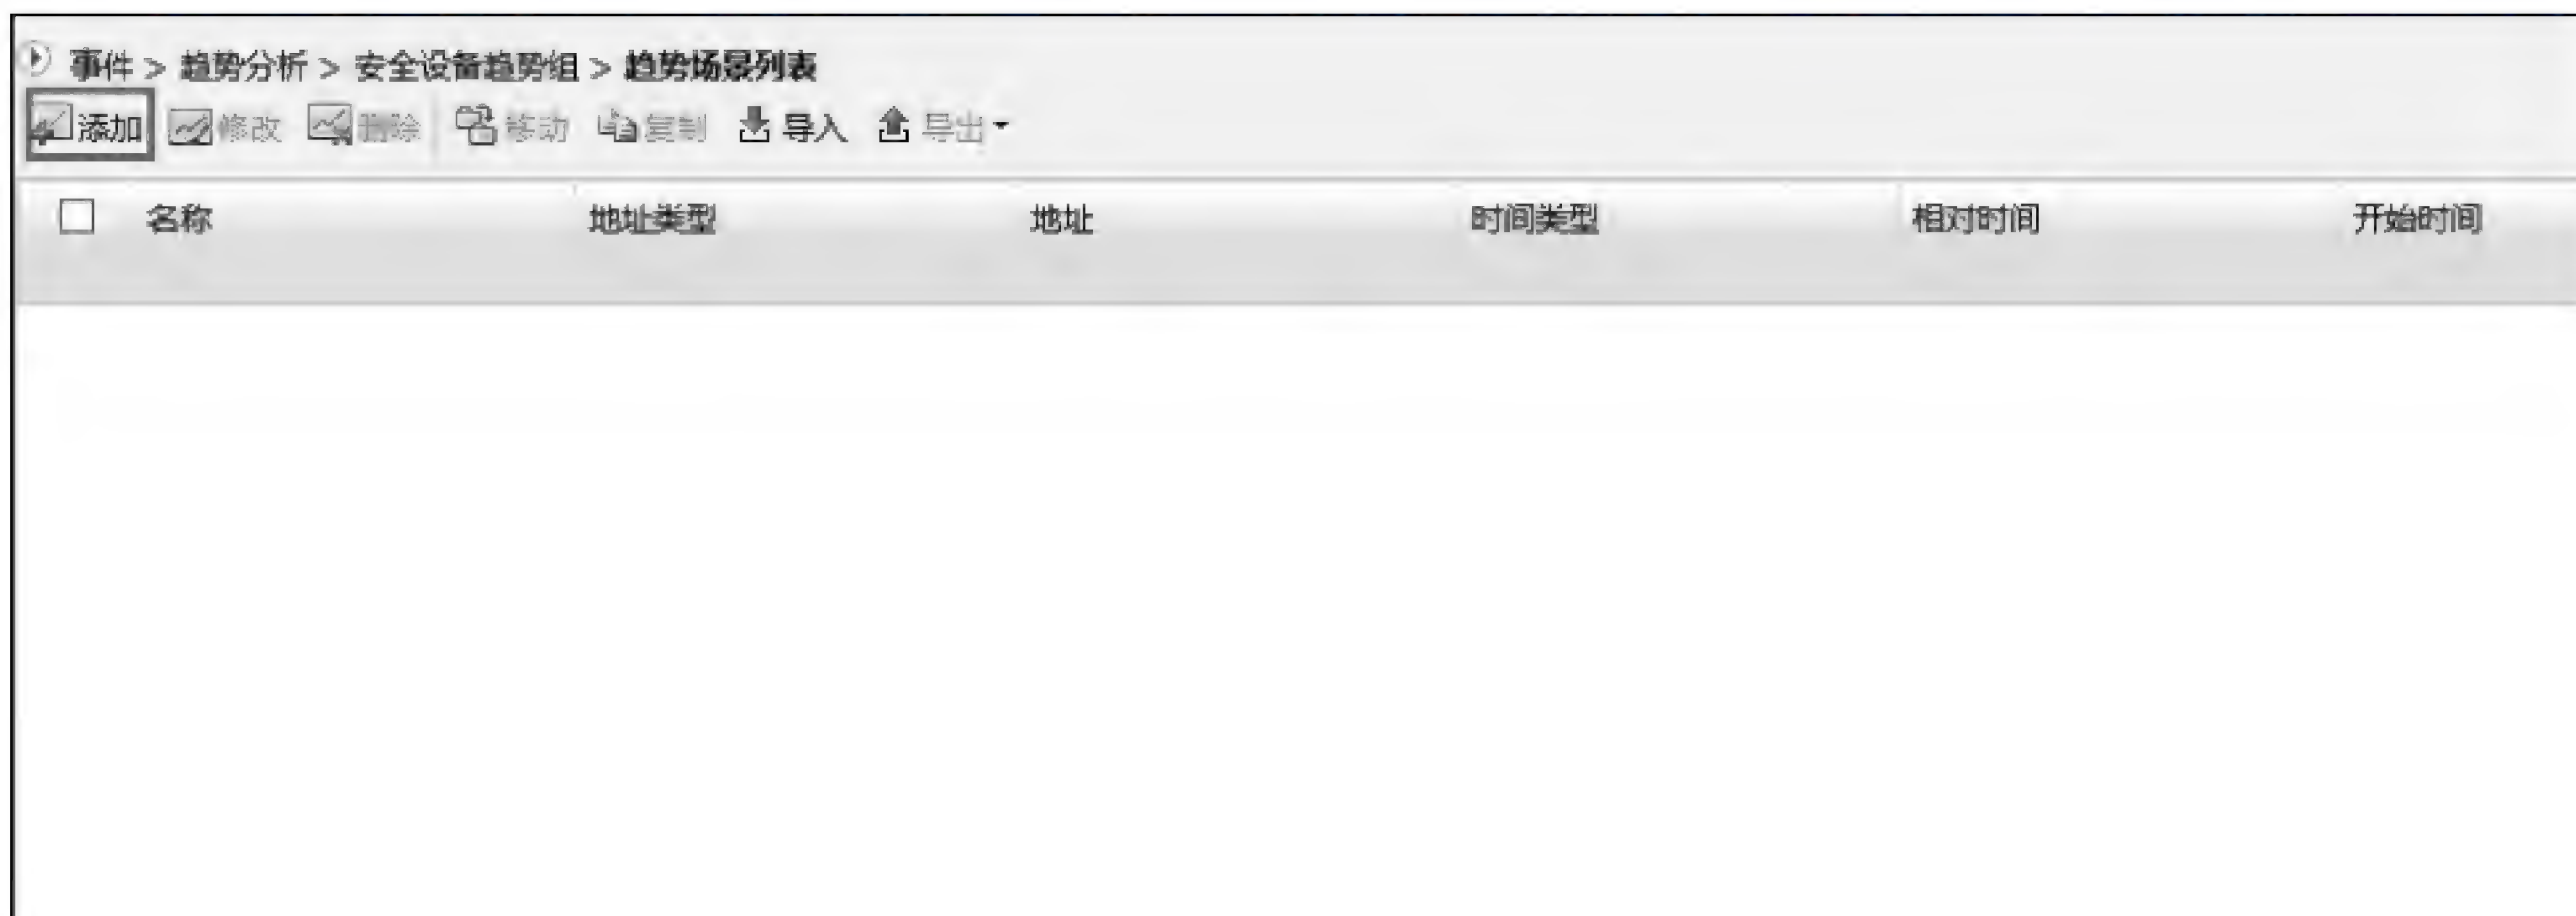 事件 > 趋势分析 > 安全设备趋势组 > 趋势场景列表
添加 修改 删除 移动 复制 导入 导出
名称 地址类型 地址 时间类型 相对时间 开始时间